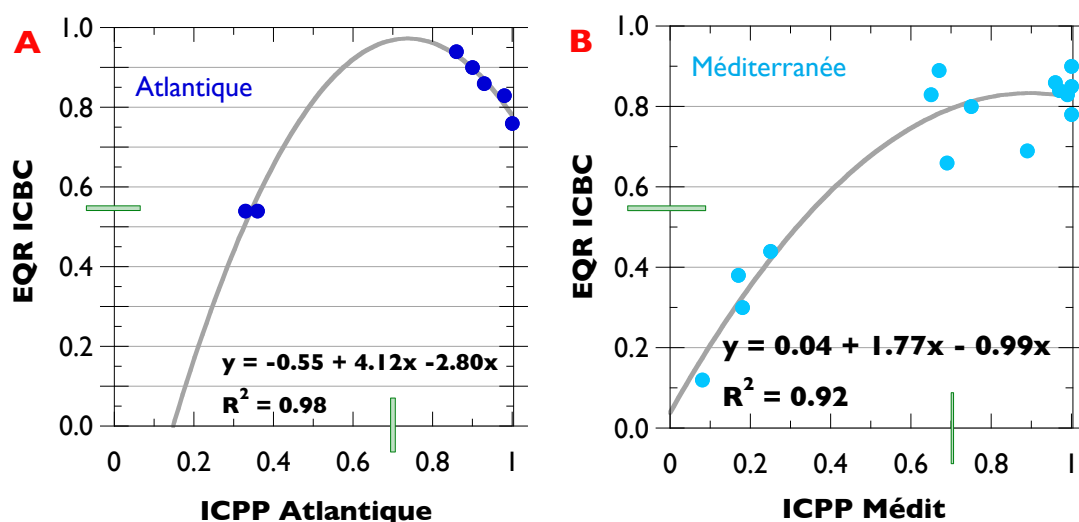 A
Atlantique
EQR ICBC
1.0
0.8
0.6
0.4
0.2
0.0
y = -0.55 + 4.12x -2.80x
R² = 0.98
0 0.2 0.4 0.6 0.8 1
ICPP Atlantique
B
Méditerranée
EQR ICBC
1.0
0.8
0.6
0.4
0.2
0.0
y = 0.04 + 1.77x - 0.99x
R² = 0.92
0 0.2 0.4 0.6 0.8 1
ICPP Médit